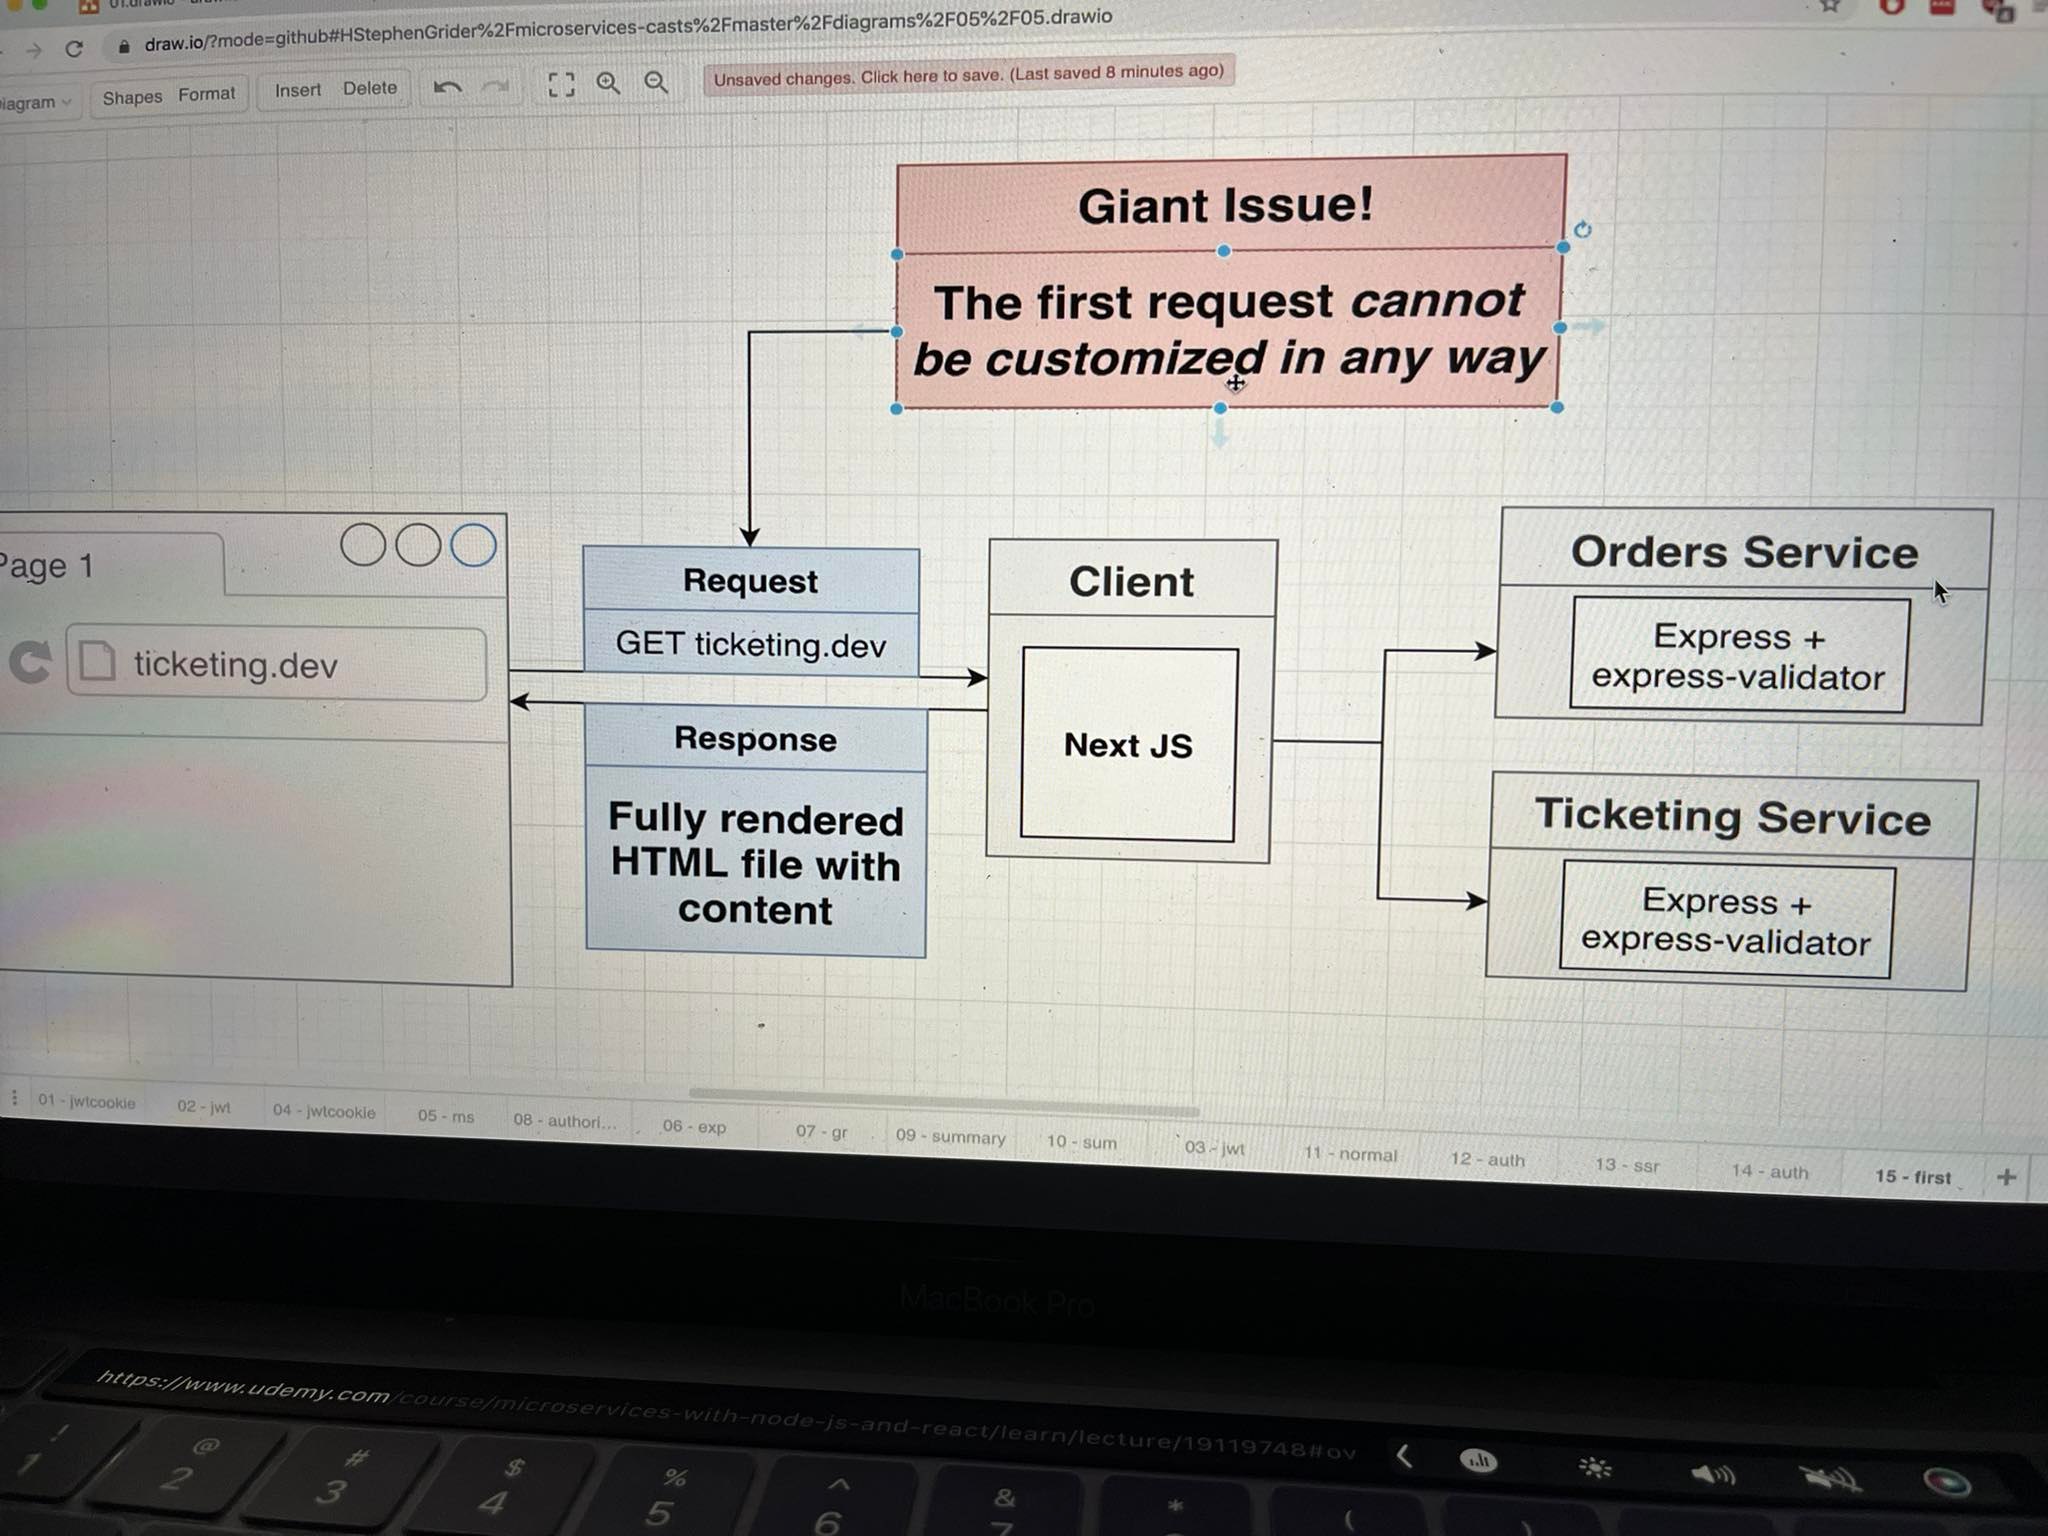 draw.io/?mode=github#HStephenGrider%2Fmicroservices-casts%2Fmaster%2Fdiagrams%2F05%2F05.drawio
Shapes Format Insert Delete Unsaved changes. Click here to save. (Last saved 8 minutes ago)
Giant Issue!
The first request cannot
be customized in any way
Page 1
ticketing.dev
Request
GET ticketing.dev
Response
Fully rendered
HTML file with
content
Client
Next JS
Orders Service
Express +
express-validator
Ticketing Service
Express +
express-validator
01 - jwtcookie 02 - jwt 04 - jwtcookie 05 - ms 08 - authori... 06 - exp 07 - gr 09 - summary 10 - sum 03 - jwt 11 - normal 12 - auth 13 - ssr 14 - auth 15 - first
MacBook Pro
https://www.udemy.com/course/microservices-with-node-js-and-react/learn/lecture/19119748#ov
! @ # $ % ^ & * ( )
1 2 3 4 5 6 7